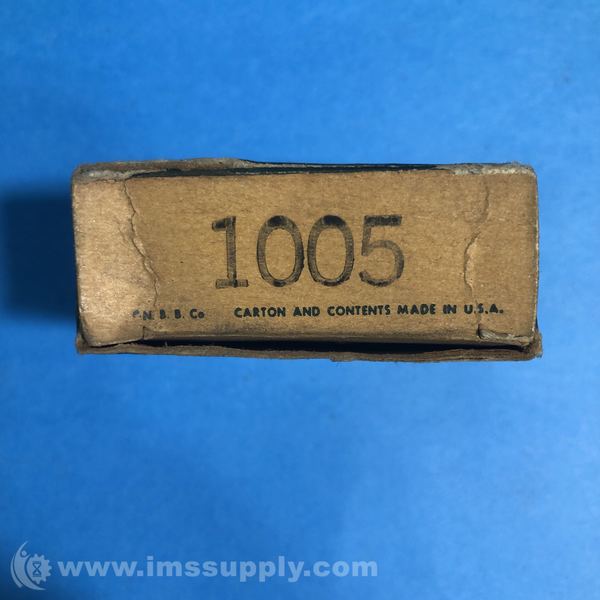 1005
N. B. B. Co CARTON AND CONTENTS MADE IN U.S.A.
www.imssupply.com